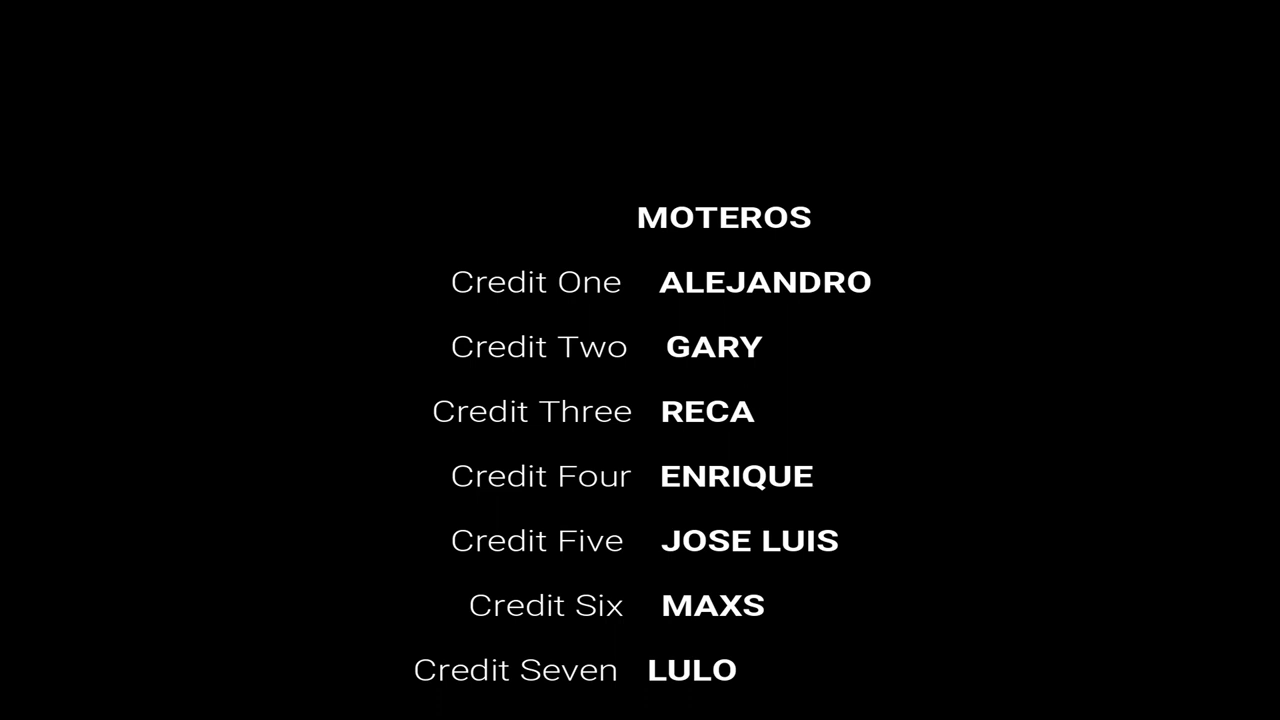 MOTEROS
Credit One ALEJANDRO
Credit Two GARY
Credit Three RECA
Credit Four ENRIQUE
Credit Five JOSE LUIS
Credit Six MAXS
Credit Seven LULO